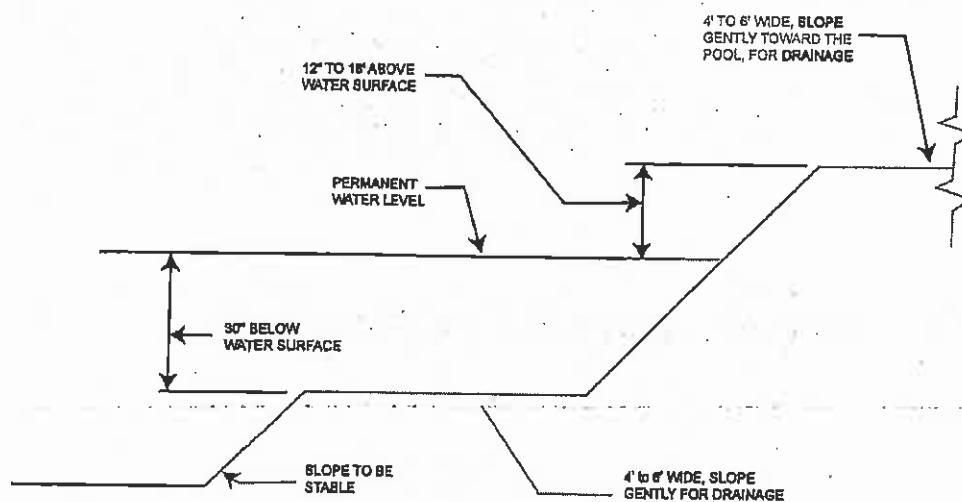 4' TO 6' WIDE, SLOPE
GENTLY TOWARD THE
POOL, FOR DRAINAGE
12" TO 18" ABOVE
WATER SURFACE
PERMANENT
WATER LEVEL
30" BELOW
WATER SURFACE
SLOPE TO BE
STABLE
4' to 6' WIDE, SLOPE
GENTLY FOR DRAINAGE